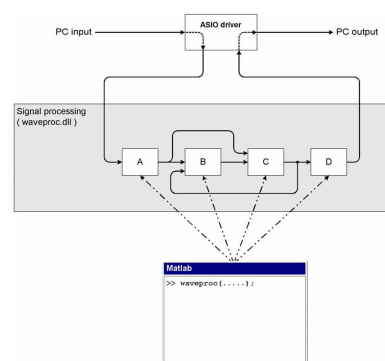 ASIO driver
PC input
PC output
Signal processing
( waveproc.dll )
A
B
C
D
Matlab
>> waveproc(.....);